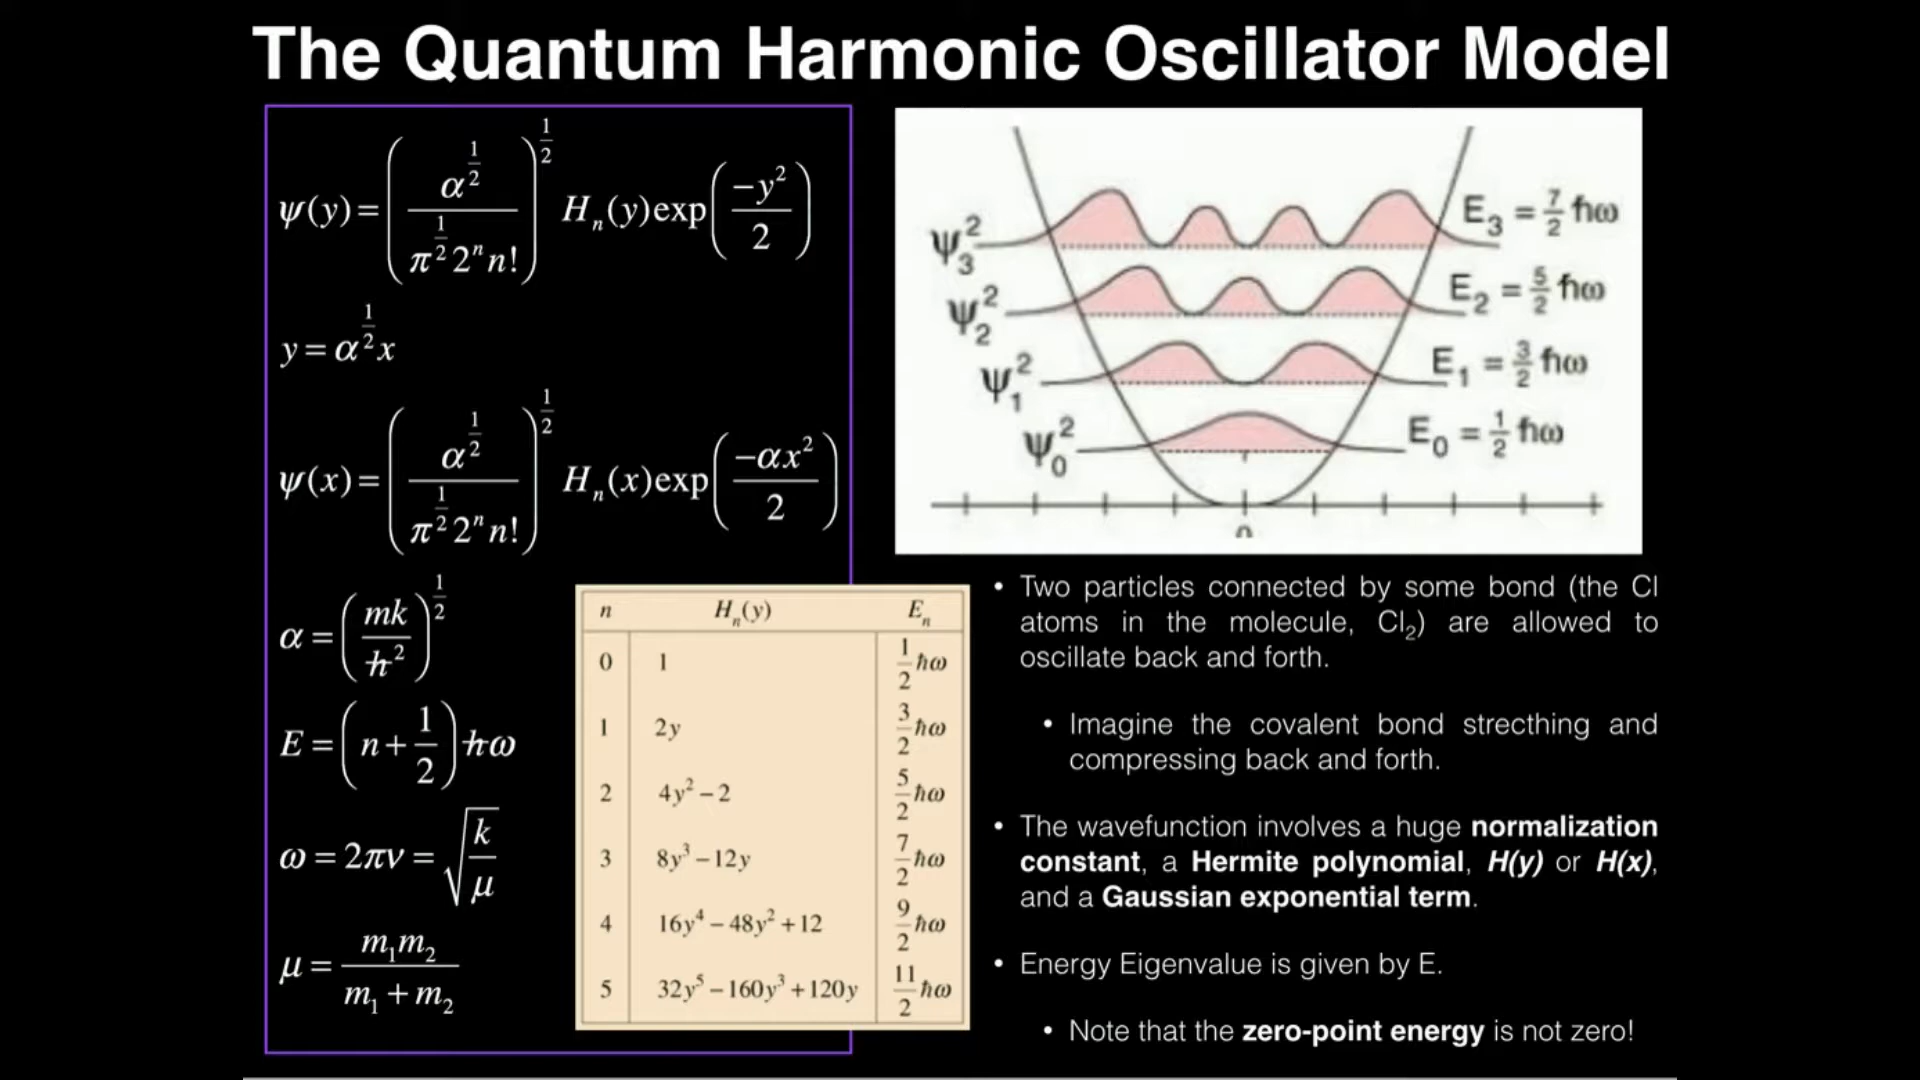 The Quantum Harmonic Oscillator Model
ψ(y) = (α^(1/2) / (π^(1/2) 2ⁿ n!))^(1/2) Hₙ(y) exp(−y²/2)
y = α^(1/2) x
ψ(x) = (α^(1/2) / (π^(1/2) 2ⁿ n!))^(1/2) Hₙ(x) exp(−αx²/2)
α = (mk/ħ²)^(1/2)
E = (n + 1/2) ħω
ω = 2πν = √(k/μ)
μ = m₁m₂ / (m₁ + m₂)
n Hₙ(y) Eₙ
0 1 1/2 ħω
1 2y 3/2 ħω
2 4y² − 2 5/2 ħω
3 8y³ − 12y 7/2 ħω
4 16y⁴ − 48y² + 12 9/2 ħω
5 32y⁵ − 160y³ + 120y 11/2 ħω
ψ₃² E₃ = 7/2 ħω
ψ₂² E₂ = 5/2 ħω
ψ₁² E₁ = 3/2 ħω
ψ₀² E₀ = 1/2 ħω
0
• Two particles connected by some bond (the Cl
atoms in the molecule, Cl₂) are allowed to
oscillate back and forth.
• Imagine the covalent bond strecthing and
compressing back and forth.
• The wavefunction involves a huge normalization
constant, a Hermite polynomial, H(y) or H(x),
and a Gaussian exponential term.
• Energy Eigenvalue is given by E.
• Note that the zero-point energy is not zero!